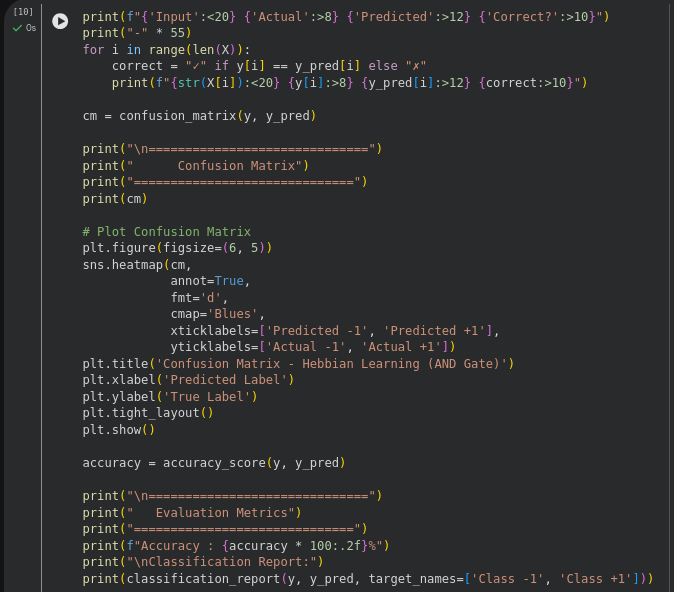 [10]
0s
print(f"{'Input':<20} {'Actual':>8} {'Predicted':>12} {'Correct?':>10}")
print("-" * 55)
for i in range(len(X)):
    correct = "✓" if y[i] == y_pred[i] else "✗"
    print(f"{str(X[i]):<20} {y[i]:>8} {y_pred[i]:>12} {correct:>10}")

cm = confusion_matrix(y, y_pred)

print("\n==============================")
print("      Confusion Matrix")
print("==============================")
print(cm)

# Plot Confusion Matrix
plt.figure(figsize=(6, 5))
sns.heatmap(cm,
            annot=True,
            fmt='d',
            cmap='Blues',
            xticklabels=['Predicted -1', 'Predicted +1'],
            yticklabels=['Actual -1', 'Actual +1'])
plt.title('Confusion Matrix - Hebbian Learning (AND Gate)')
plt.xlabel('Predicted Label')
plt.ylabel('True Label')
plt.tight_layout()
plt.show()

accuracy = accuracy_score(y, y_pred)

print("\n==============================")
print("   Evaluation Metrics")
print("==============================")
print(f"Accuracy : {accuracy * 100:.2f}%")
print("\nClassification Report:")
print(classification_report(y, y_pred, target_names=['Class -1', 'Class +1']))